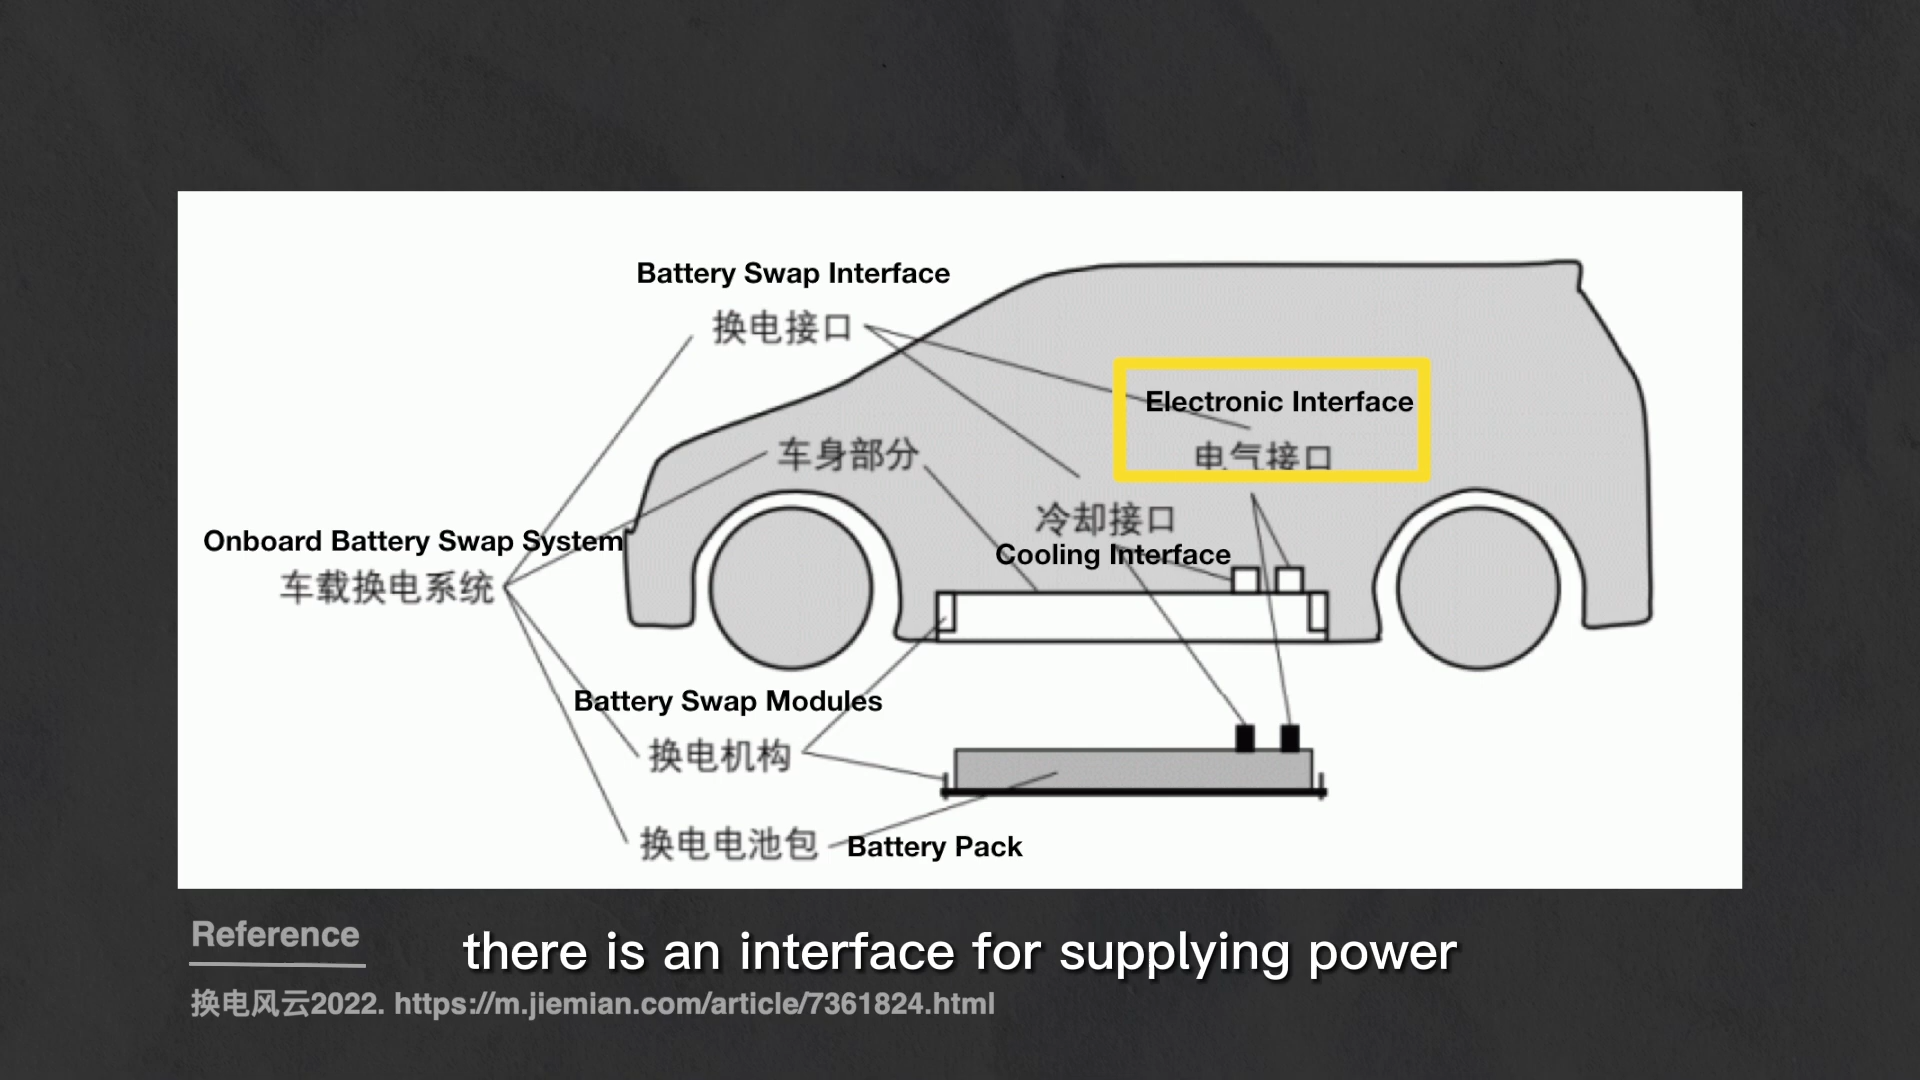 Battery Swap Interface
换电接口
Electronic Interface
电气接口
车身部分
冷却接口
Cooling Interface
Onboard Battery Swap System
车载换电系统
Battery Swap Modules
换电机构
换电电池包
Battery Pack
Reference
there is an interface for supplying power
换电风云2022. https://m.jiemian.com/article/7361824.html